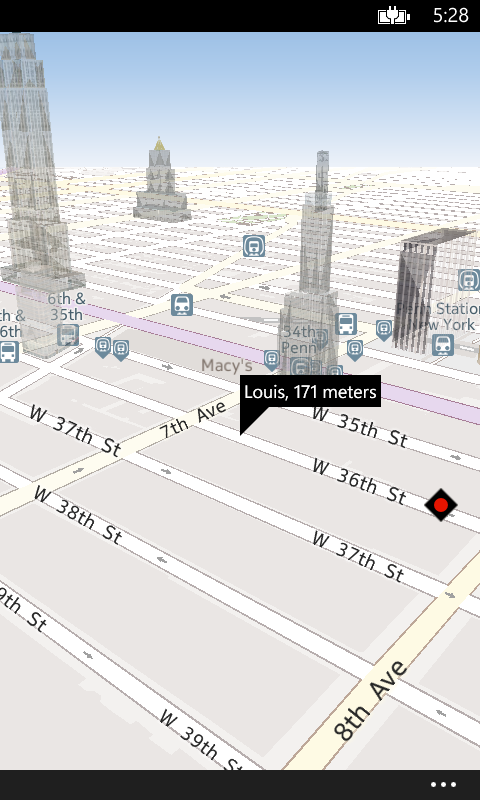 5:28
6th &
35th
th &
6th
Station
York
34th
Penn
Macy's
Louis, 171 meters
W 35th St
7th Ave
W 37th St
W 36th St
W 38th St
W 37th St
9th St
8th Ave
W 39th St